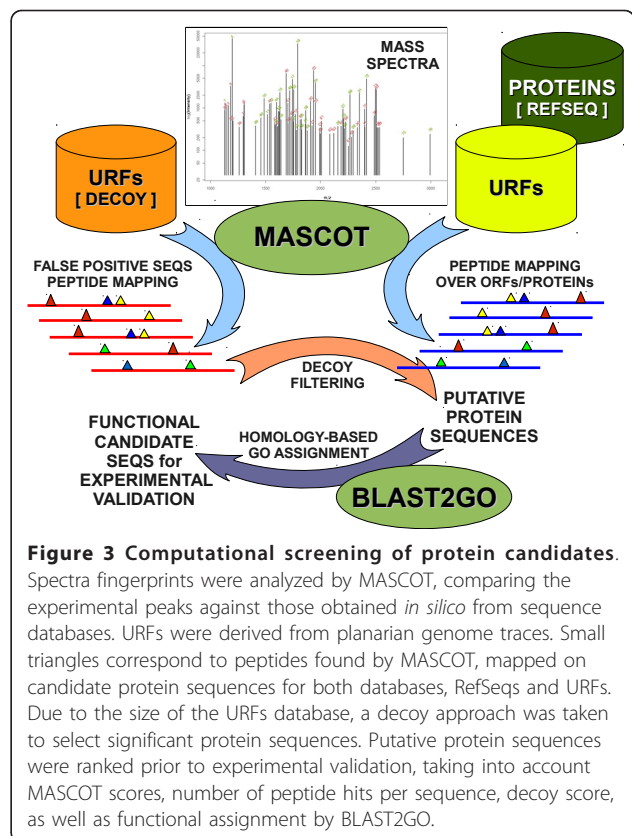 MASS
SPECTRA
1000
1500
2000
2500
3000
m/z
PROTEINS
[ REFSEQ ]
URFs
[ DECOY ]
URFs
MASCOT
FALSE POSITIVE SEQS
PEPTIDE MAPPING
PEPTIDE MAPPING
OVER ORFs/PROTEINs
DECOY
FILTERING
PUTATIVE
PROTEIN
SEQUENCES
FUNCTIONAL
CANDIDATE
SEQS for
EXPERIMENTAL
VALIDATION
HOMOLOGY-BASED
GO ASSIGNMENT
BLAST2GO
Figure 3 Computational screening of protein candidates.
Spectra fingerprints were analyzed by MASCOT, comparing the
experimental peaks against those obtained in silico from sequence
databases. URFs were derived from planarian genome traces. Small
triangles correspond to peptides found by MASCOT, mapped on
candidate protein sequences for both databases, RefSeqs and URFs.
Due to the size of the URFs database, a decoy approach was taken
to select significant protein sequences. Putative protein sequences
were ranked prior to experimental validation, taking into account
MASCOT scores, number of peptide hits per sequence, decoy score,
as well as functional assignment by BLAST2GO.